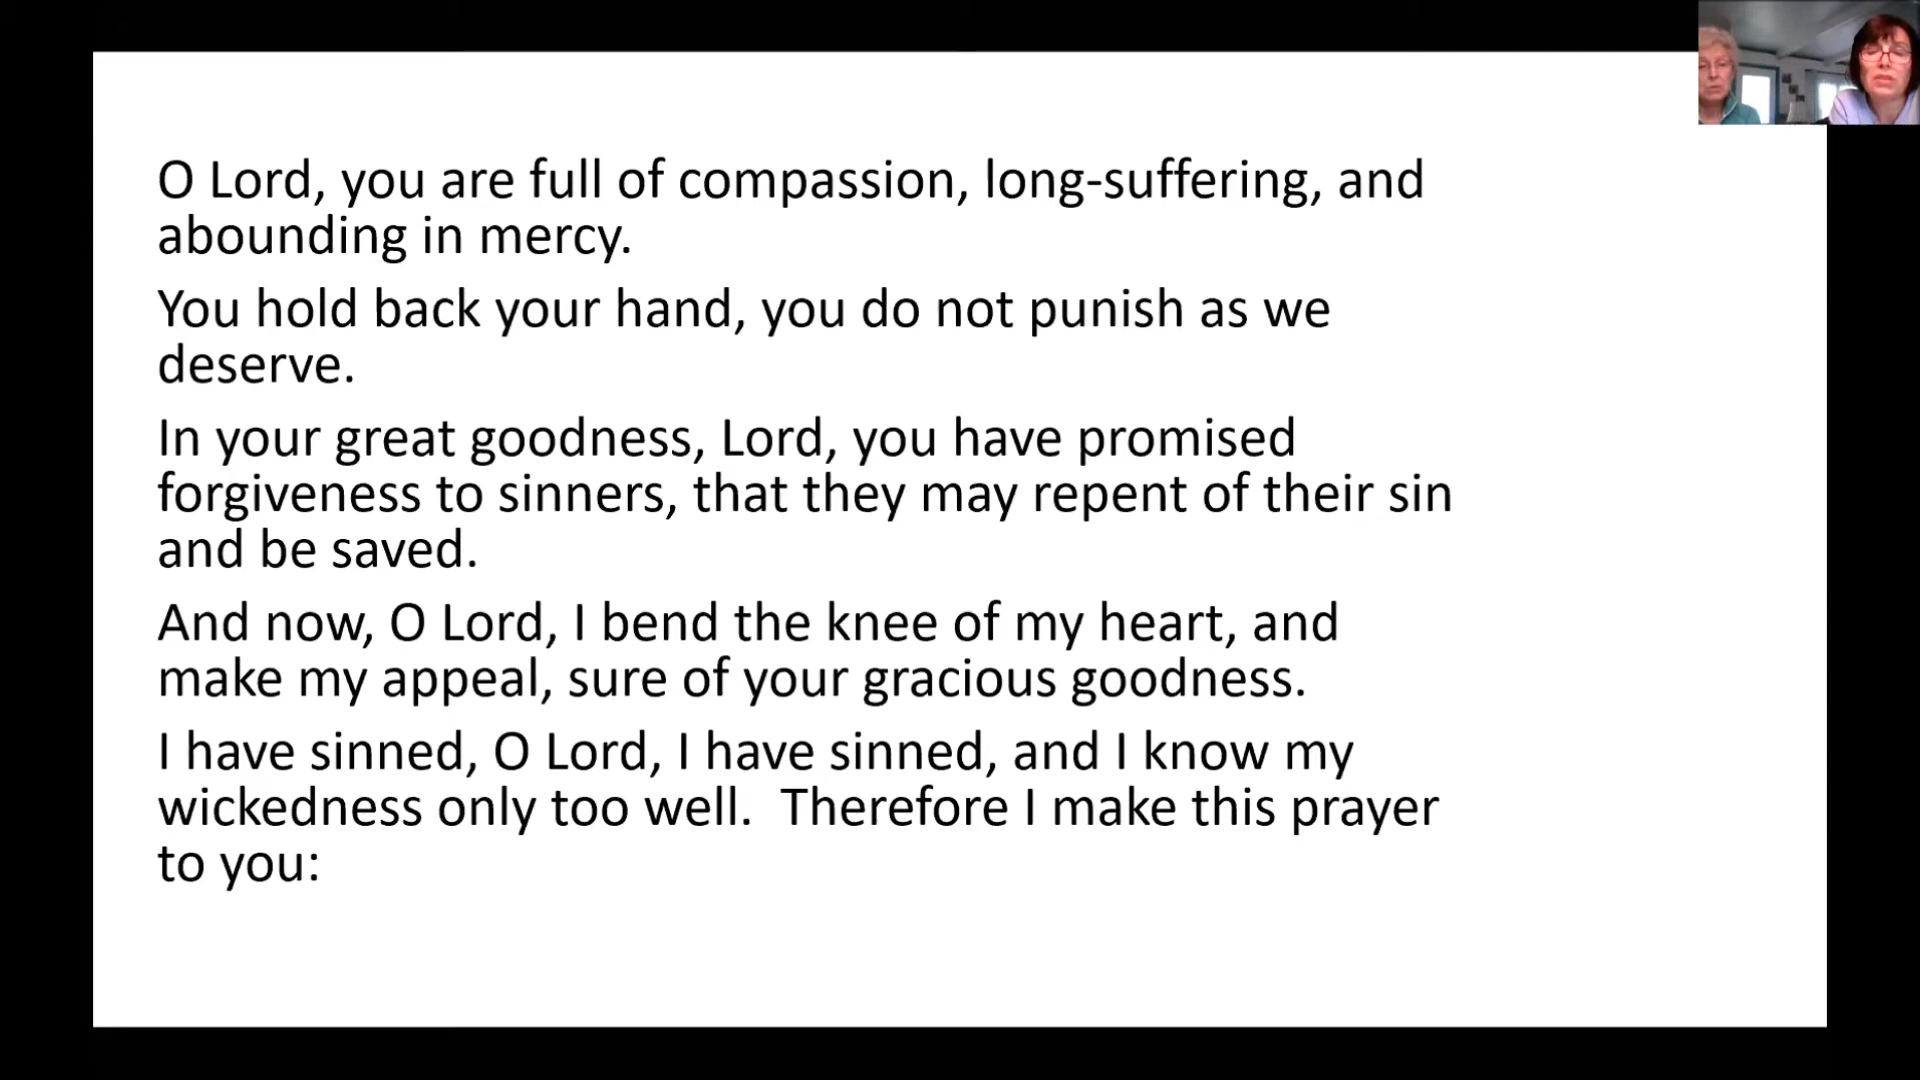 O Lord, you are full of compassion, long-suffering, and
abounding in mercy.
You hold back your hand, you do not punish as we
deserve.
In your great goodness, Lord, you have promised
forgiveness to sinners, that they may repent of their sin
and be saved.
And now, O Lord, I bend the knee of my heart, and
make my appeal, sure of your gracious goodness.
I have sinned, O Lord, I have sinned, and I know my
wickedness only too well.  Therefore I make this prayer
to you: